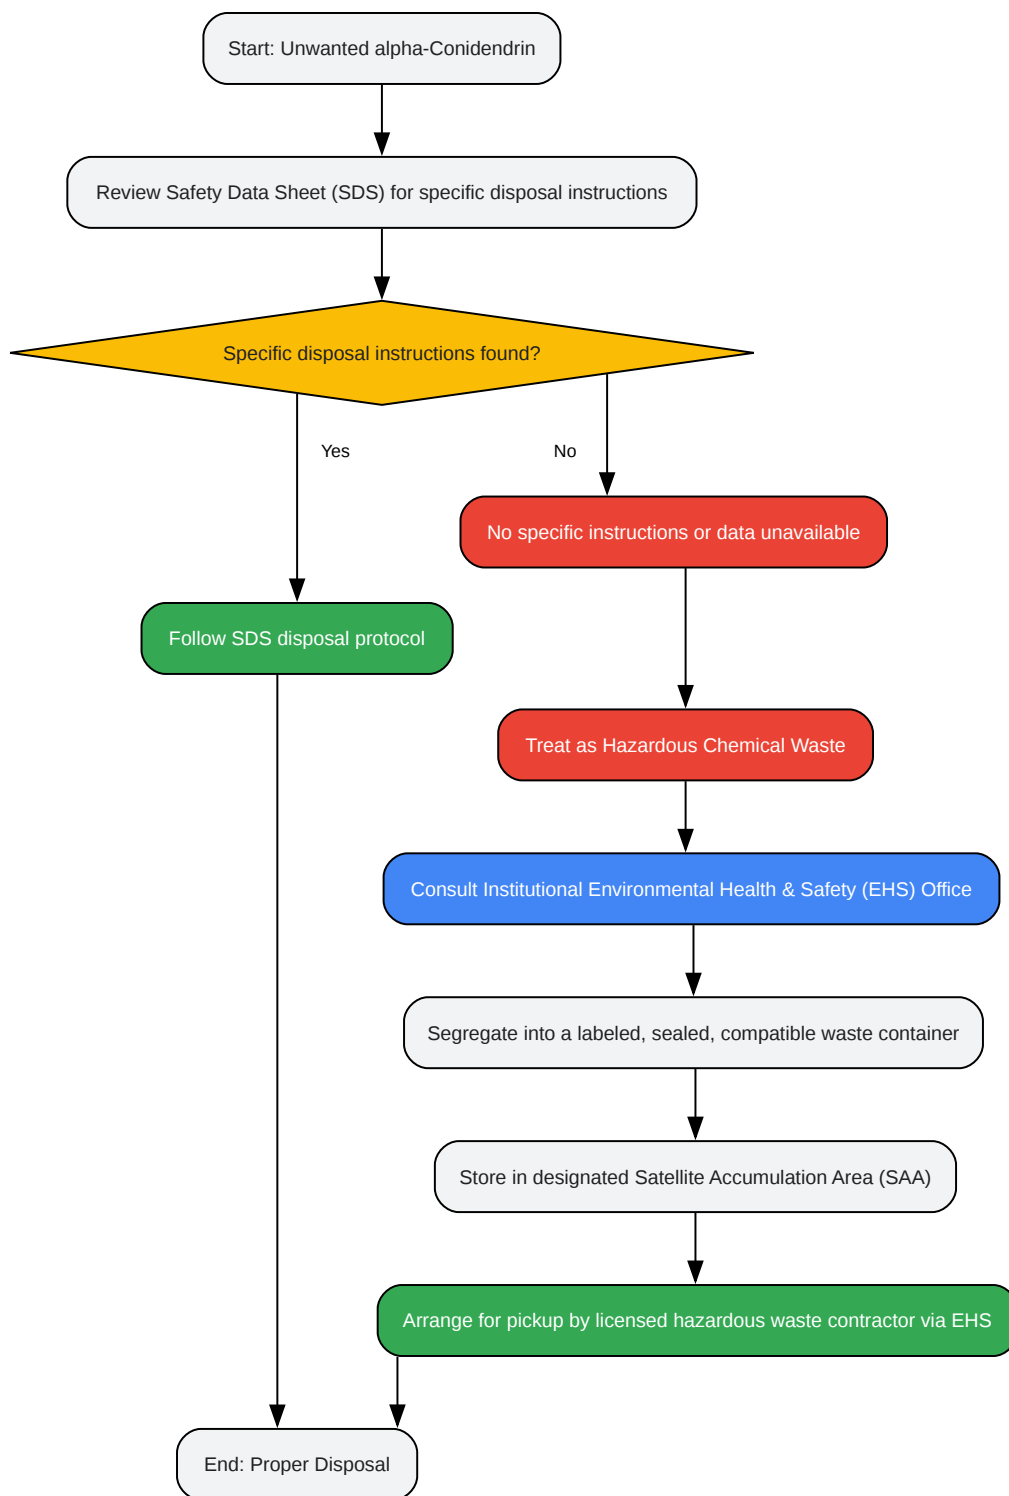 Start: Unwanted alpha-Conidendrin
Review Safety Data Sheet (SDS) for specific disposal instructions
Specific disposal instructions found?
Yes
No
No specific instructions or data unavailable
Follow SDS disposal protocol
Treat as Hazardous Chemical Waste
Consult Institutional Environmental Health & Safety (EHS) Office
Segregate into a labeled, sealed, compatible waste container
Store in designated Satellite Accumulation Area (SAA)
Arrange for pickup by licensed hazardous waste contractor via EHS
End: Proper Disposal